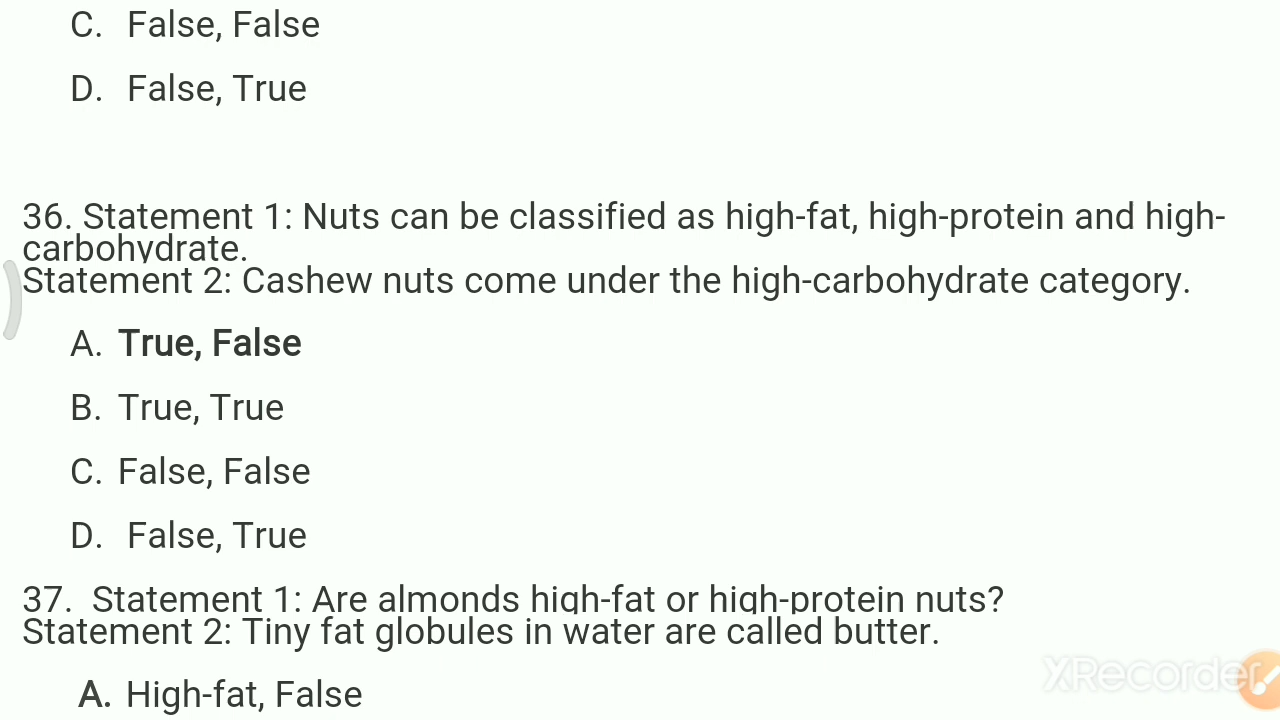 C. False, False
D. False, True
36. Statement 1: Nuts can be classified as high-fat, high-protein and high-
carbohydrate.
Statement 2: Cashew nuts come under the high-carbohydrate category.
A. True, False
B. True, True
C. False, False
D. False, True
37. Statement 1: Are almonds high-fat or high-protein nuts?
Statement 2: Tiny fat globules in water are called butter.
A. High-fat, False
XRecorder